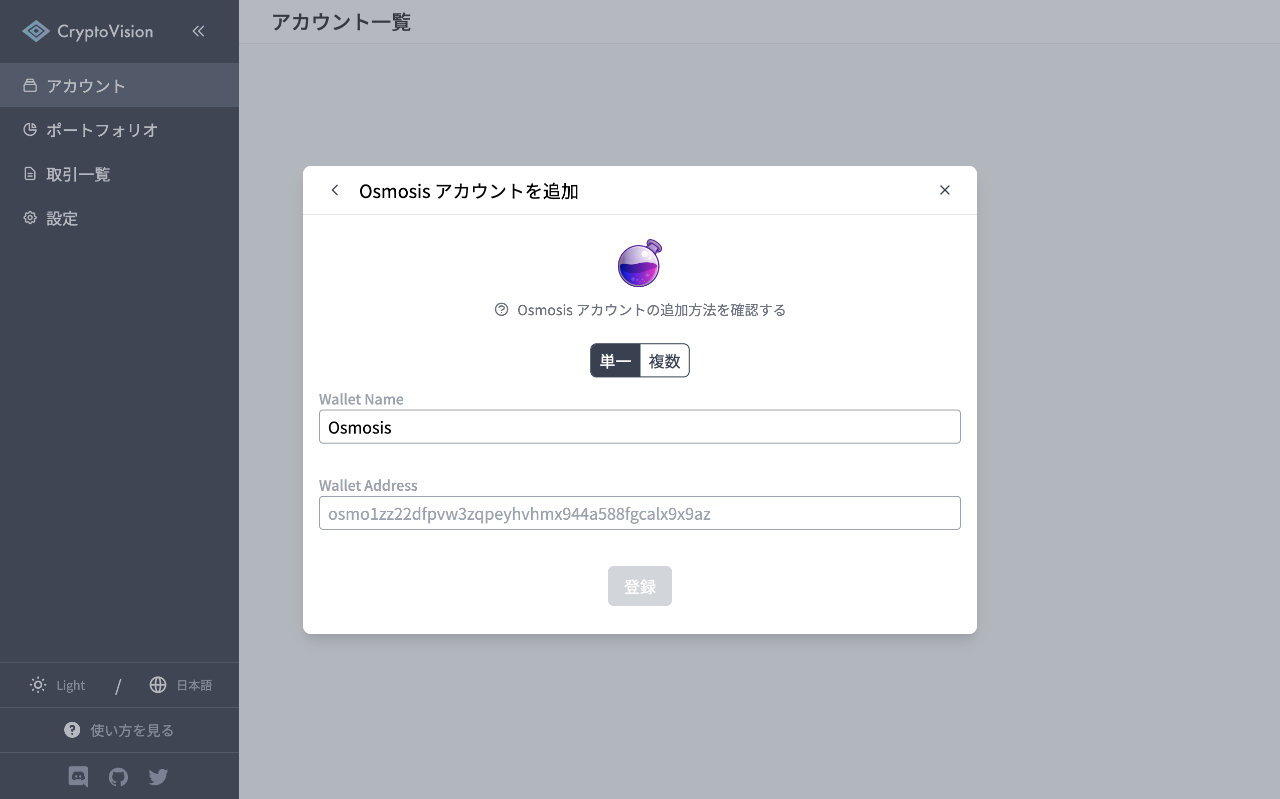 CryptoVision
アカウント
ポートフォリオ
取引一覧
設定
Light / 日本語
使い方を見る
アカウント一覧
Osmosis アカウントを追加
Osmosis アカウントの追加方法を確認する
単一 複数
Wallet Name
Osmosis
Wallet Address
osmo1zz22dfpvw3zqpeyhvhmx944a588fgcalx9x9az
登録